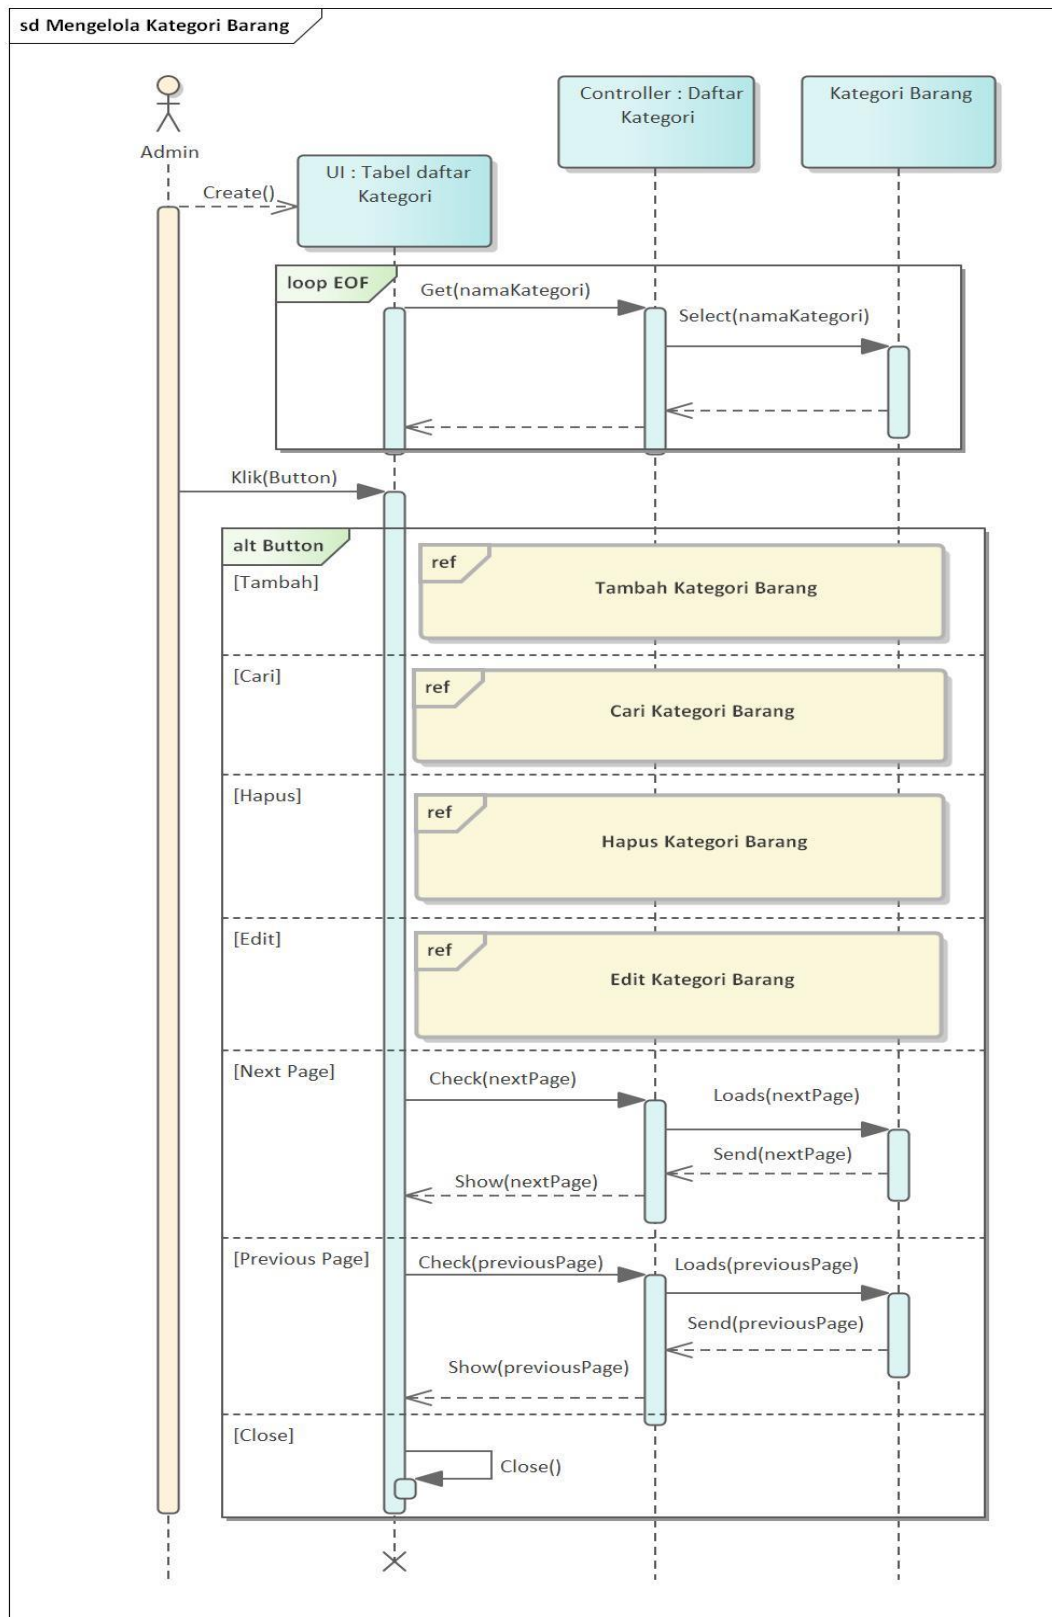 sd Mengelola Kategori Barang
Admin
Controller : Daftar
Kategori
Kategori Barang
UI : Tabel daftar
Kategori
Create()
loop EOF
Get(namaKategori)
Select(namaKategori)
Klik(Button)
alt Button
[Tambah]
ref
Tambah Kategori Barang
[Cari]
ref
Cari Kategori Barang
[Hapus]
ref
Hapus Kategori Barang
[Edit]
ref
Edit Kategori Barang
[Next Page]
Check(nextPage)
Loads(nextPage)
Send(nextPage)
Show(nextPage)
[Previous Page]
Check(previousPage)
Loads(previousPage)
Send(previousPage)
Show(previousPage)
[Close]
Close()